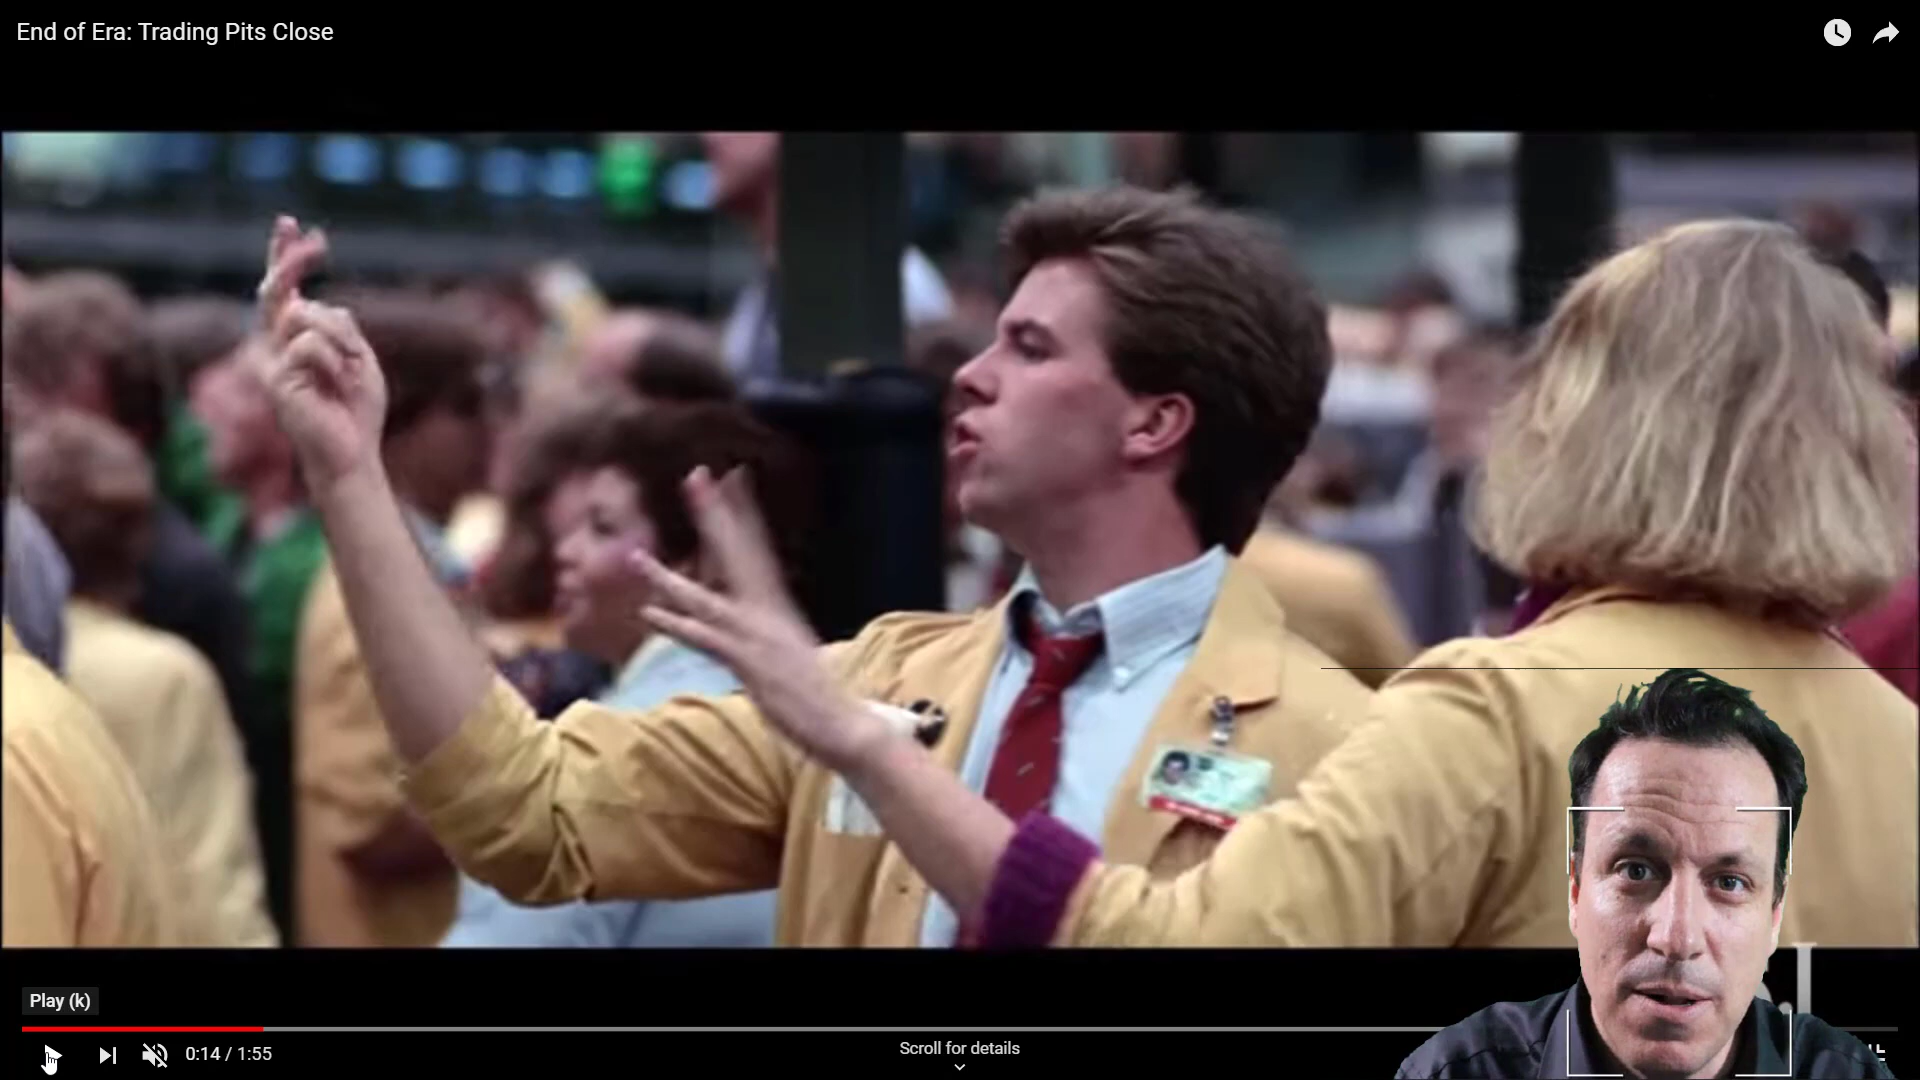 End of Era: Trading Pits Close
Play (k)
0:14 / 1:55
Scroll for details